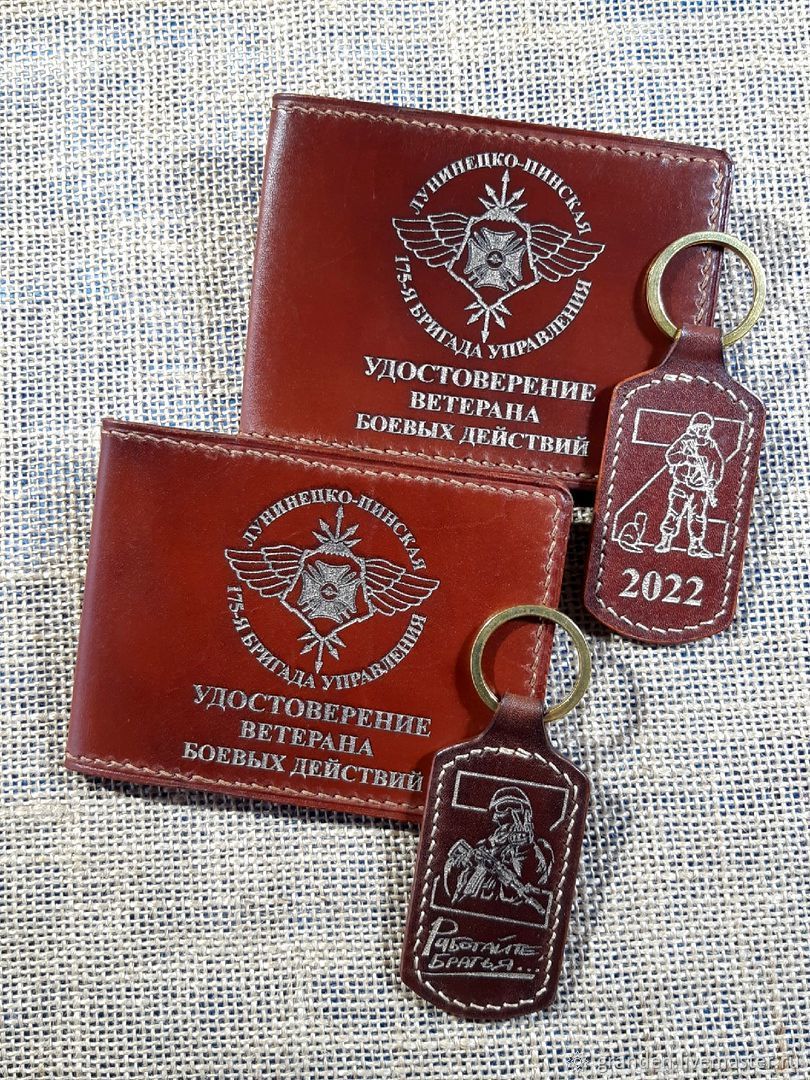 ЛУНИНЕЦКО-ПИНСКАЯ
175-Я БРИГАДА УПРАВЛЕНИЯ
УДОСТОВЕРЕНИЕ
ВЕТЕРАНА
БОЕВЫХ ДЕЙСТВИЙ
2022
ЛУНИНЕЦКО-ПИНСКАЯ
175-Я БРИГАДА УПРАВЛЕНИЯ
УДОСТОВЕРЕНИЕ
ВЕТЕРАНА
БОЕВЫХ ДЕЙСТВИЙ
Z
РАБОТАЙТЕ,
БРАТЬЯ...